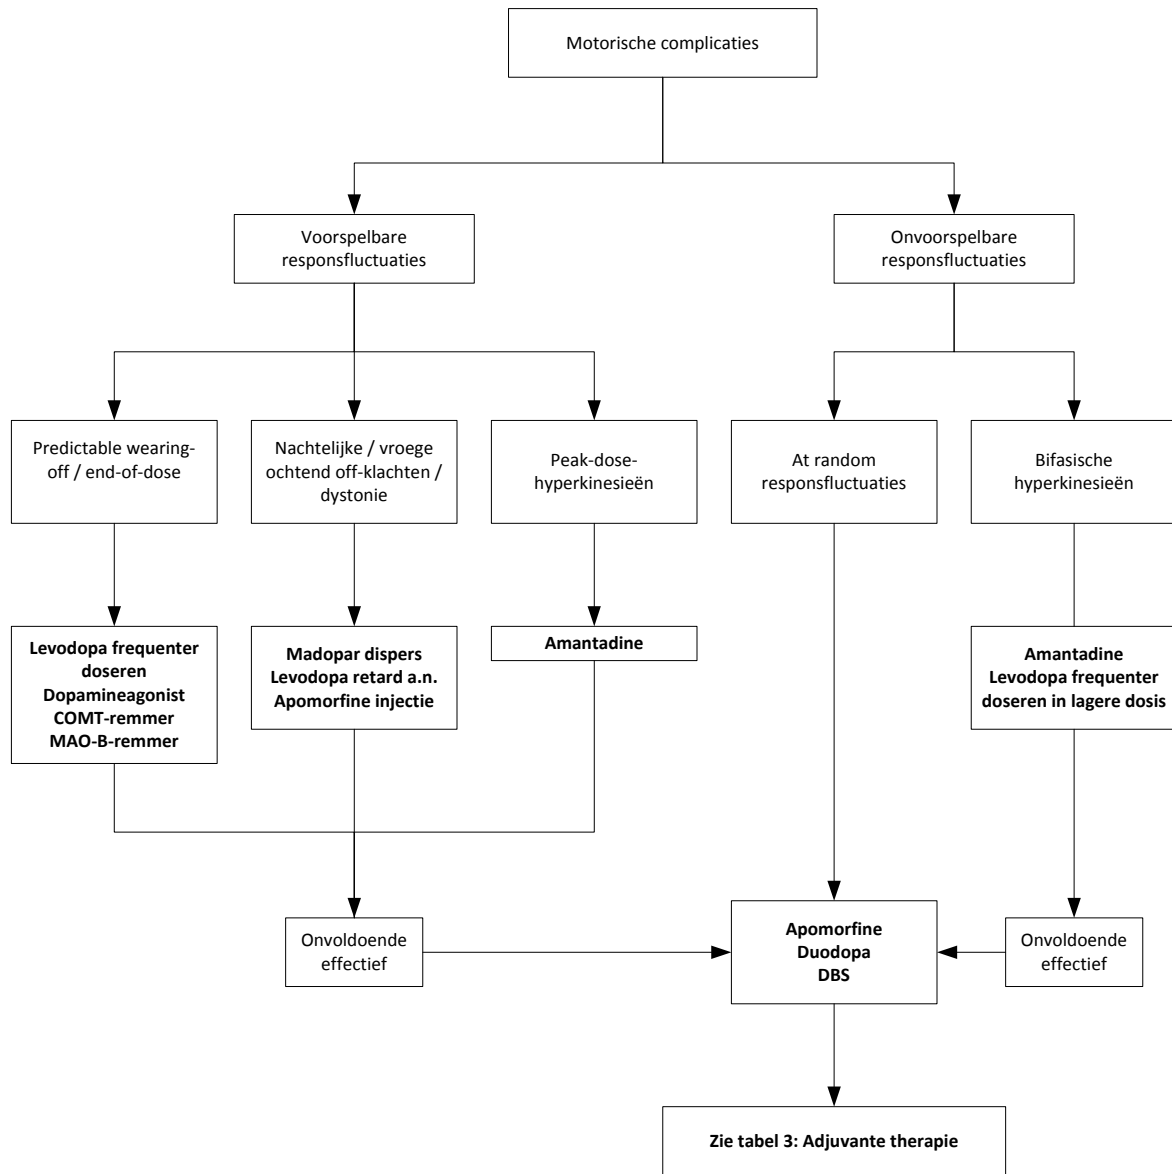 Motorische complicaties
Voorspelbare
responsfluctuaties
Onvoorspelbare
responsfluctuaties
Predictable wearing-
off / end-of-dose
Nachtelijke / vroege
ochtend off-klachten /
dystonie
Peak-dose-
hyperkinesieën
At random
responsfluctuaties
Bifasische
hyperkinesieën
Levodopa frequenter
doseren
Dopamineagonist
COMT-remmer
MAO-B-remmer
Madopar dispers
Levodopa retard a.n.
Apomorfine injectie
Amantadine
Amantadine
Levodopa frequenter
doseren in lagere dosis
Onvoldoende
effectief
Apomorfine
Duodopa
DBS
Onvoldoende
effectief
Zie tabel 3: Adjuvante therapie